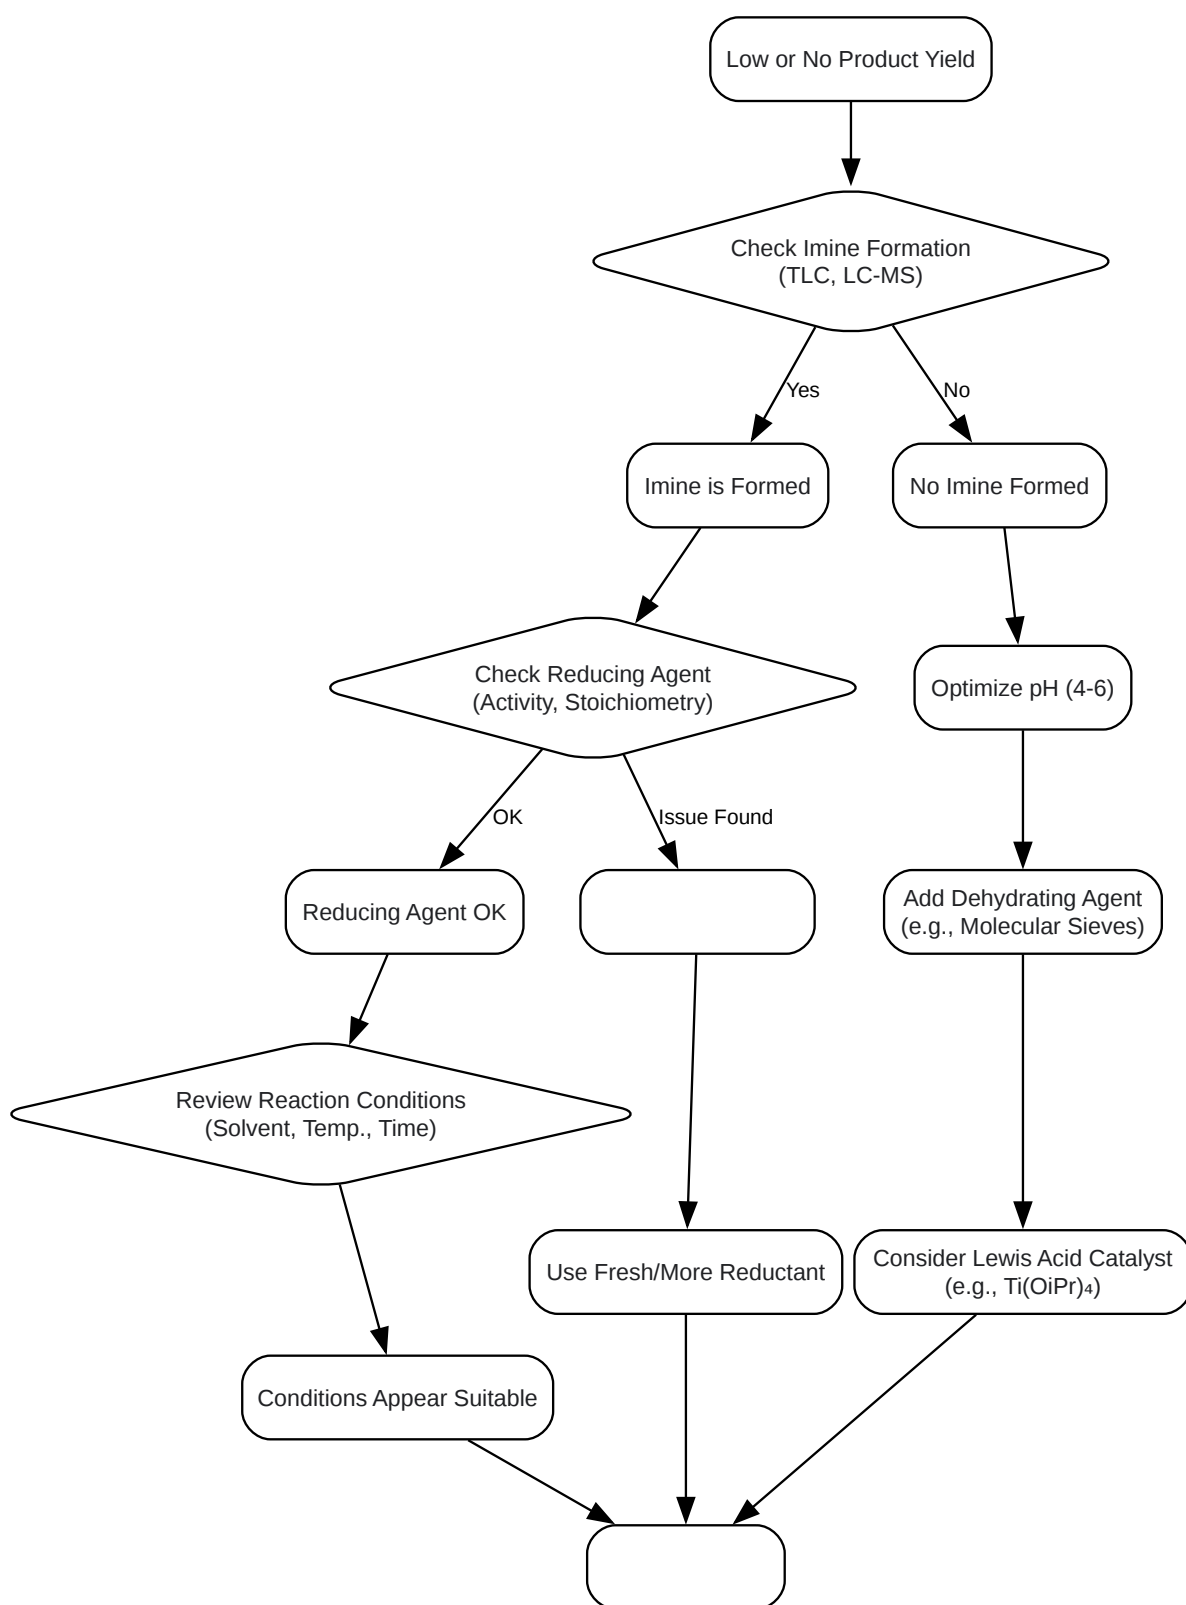 Low or No Product Yield
Check Imine Formation
(TLC, LC-MS)
Yes
No
Imine is Formed
No Imine Formed
Check Reducing Agent
(Activity, Stoichiometry)
Optimize pH (4-6)
OK
Issue Found
Reducing Agent OK
Add Dehydrating Agent
(e.g., Molecular Sieves)
Review Reaction Conditions
(Solvent, Temp., Time)
Use Fresh/More Reductant
Consider Lewis Acid Catalyst
(e.g., Ti(OiPr)₄)
Conditions Appear Suitable